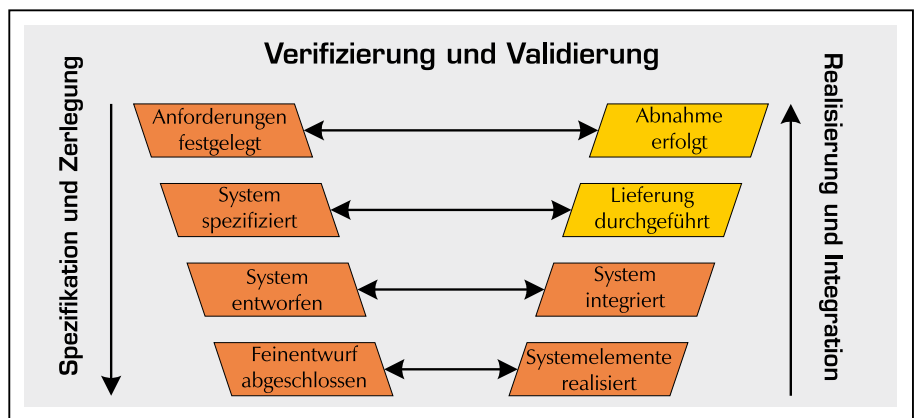 Verifizierung und Validierung
Spezifikation und Zerlegung
Anforderungen
festgelegt
Abnahme
erfolgt
System
spezifiziert
Lieferung
durchgeführt
System
entworfen
System
integriert
Feinentwurf
abgeschlossen
Systemelemente
realisiert
Realisierung und Integration